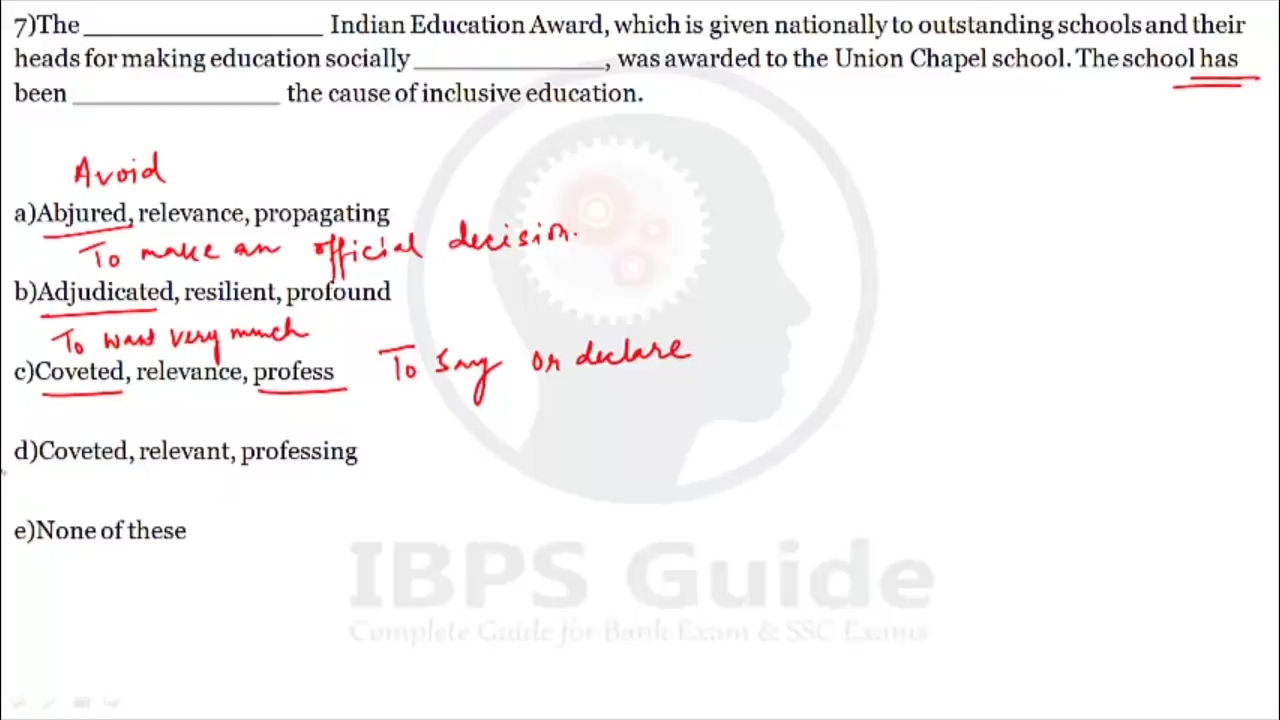 7)The _______________ Indian Education Award, which is given nationally to outstanding schools and their
heads for making education socially _____________, was awarded to the Union Chapel school. The school has
been ______________ the cause of inclusive education.
Avoid
a)Abjured, relevance, propagating
To make an official decision.
b)Adjudicated, resilient, profound
To want very much
c)Coveted, relevance, profess To say or declare
d)Coveted, relevant, professing
e)None of these
IBPS Guide
Complete Guide for Bank Exam & SSC Exams